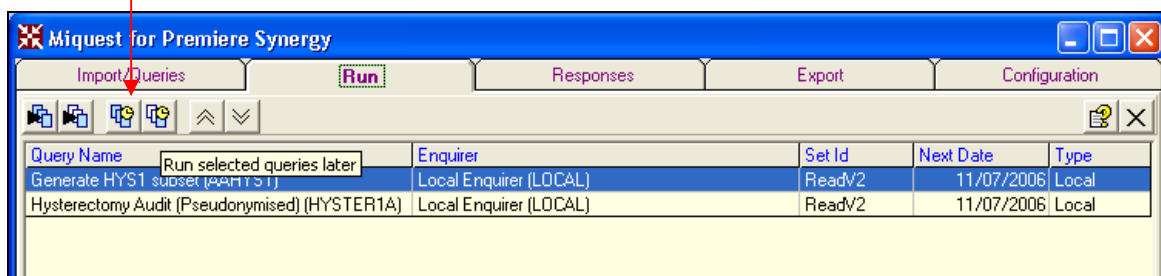 Miquest for Premiere Synergy
Import/Queries Run Responses Export Configuration
Query Name Enquirer Set Id Next Date Type
Run selected queries later
Generate HYS1 subset (AAHYS1) Local Enquirer (LOCAL) ReadV2 11/07/2006 Local
Hysterectomy Audit (Pseudonymised) (HYSTER1A) Local Enquirer (LOCAL) ReadV2 11/07/2006 Local